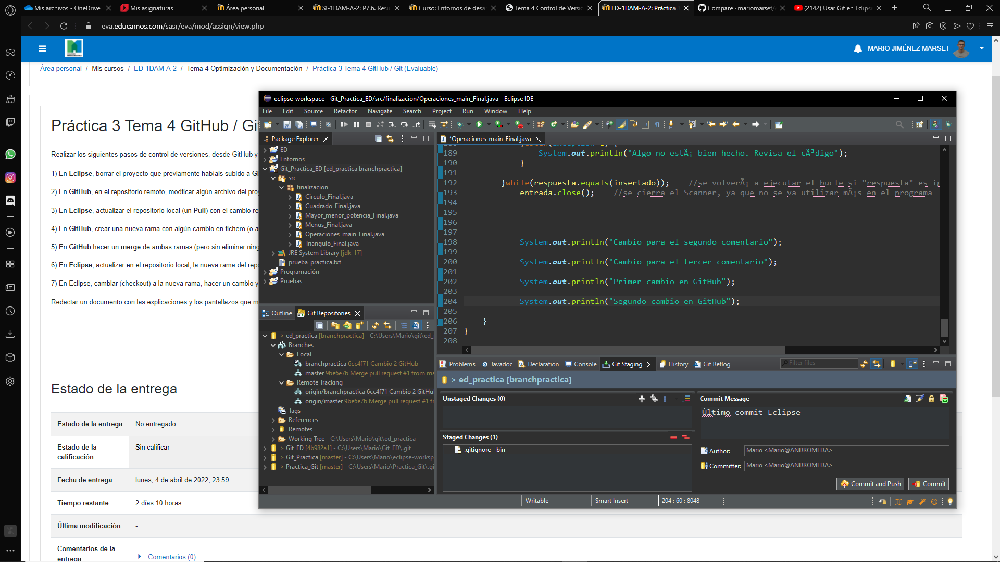 Mis archivos - OneDrive
Mis asignaturas
Área personal
SI-1DAM-A-2: P7.6. Resu
Curso: Entornos de desar
Tema 4 Control de Versio
ED-1DAM-A-2: Práctica 3
Compare · mariomarset/e
(2142) Usar Git en Eclipse
eva.educamos.com/sasr/eva/mod/assign/view.php
MARIO JIMÉNEZ MARSET
Área personal / Mis cursos / ED-1DAM-A-2 / Tema 4 Optimización y Documentación / Práctica 3 Tema 4 GitHub / Git (Evaluable)
Práctica 3 Tema 4 GitHub / Gi
Realizar los siguientes pasos de control de versiones, desde GitHub y
1) En Eclipse, borrar el proyecto que previamente habíais subido a Gi
2) En GitHub, en el repositorio remoto, modficar algún archivo del pro
3) En Eclipse, actualizar el repositorio local (un Pull) con el cambio re
4) En GitHub, crear una nueva rama con algún cambio en fichero (o a
5) En GitHub hacer un merge de ambas ramas (pero sin eliminar ning
6) En Eclipse, actualizar en el repositorio local, la nueva rama del rep
7) En Eclipse, cambiar (checkout) a la nueva rama, hacer un cambio y
Redactar un documento con las explicaciones y los pantallazos que m
Estado de la entrega
Estado de la entrega No entregado
Estado de la calificación Sin calificar
Fecha de entrega lunes, 4 de abril de 2022, 23:59
Tiempo restante 2 días 10 horas
Última modificación -
Comentarios de la entrega
Comentarios (0)
eclipse-workspace - Git_Practica_ED/src/finalizacion/Operaciones_main_Final.java - Eclipse IDE
File Edit Source Refactor Navigate Search Project Run Window Help
Package Explorer
ED
Entornos
Git_Practica_ED [ed_practica branchpractica]
src
finalizacion
Circulo_Final.java
Cuadrado_Final.java
Mayor_menor_potencia_Final.java
Menus_Final.java
Operaciones_main_Final.java
Triangulo_Final.java
JRE System Library [jdk-17]
prueba_practica.txt
Programación
Pruebas
Outline Git Repositories
> ed_practica [branchpractica] - C:\Users\Mario\git\ed_
Branches
Local
branchpractica 6cc4f71 Cambio 2 GitHub
master 9be6e7b Merge pull request #1 from ma
Remote Tracking
origin/branchpractica 6cc4f71 Cambio 2 GitHu
origin/master 9be6e7b Merge pull request #1 fr
Tags
References
Remotes
Working Tree - C:\Users\Mario\git\ed_practica
> Git_ED [4b982a1] - C:\Users\Mario\Git_ED\.git
> Git_Practica [master] - C:\Users\Mario\eclipse-worksp
> Practica_Git [master] - C:\Users\Mario\Practica_Git\.gi
*Operaciones_main_Final.java
189 System.out.println("Algo no estÃ¡ bien hecho. Revisa el cÃ³digo");
190 }
191
192 }while(respuesta.equals(insertado)); //se volverÃ¡ a ejecutar el bucle si "respuesta" es ig
193 entrada.close(); //se cierra el Scanner, ya que no se va utilizar mÃ¡s en el programa
194
195
196
197
198 System.out.println("Cambio para el segundo comentario");
199
200 System.out.println("Cambio para el tercer comentario");
201
202 System.out.println("Primer cambio en GitHub");
203
204 System.out.println("Segundo cambio en GitHub");
205
206 }
207 }
208
Problems Javadoc Declaration Console Git Staging History Git Reflog Filter files
> ed_practica [branchpractica]
Unstaged Changes (0)
Staged Changes (1)
.gitignore - bin
Commit Message
Último commit Eclipse
Author: Mario <Mario@ANDROMEDA>
Committer: Mario <Mario@ANDROMEDA>
Commit and Push Commit
Writable Smart Insert 204 : 60 : 8048